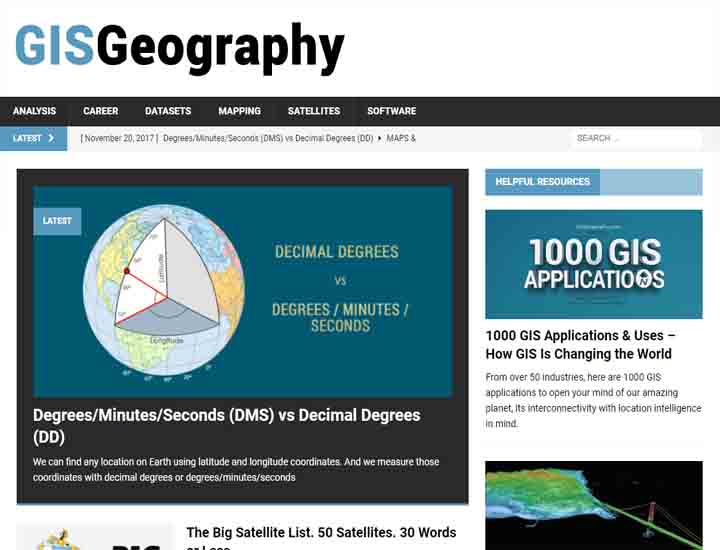 GISGeography
ANALYSIS CAREER DATASETS MAPPING SATELLITES SOFTWARE
LATEST [ November 20, 2017 ] Degrees/Minutes/Seconds (DMS) vs Decimal Degrees (DD) MAPS & SEARCH ...
LATEST
Latitude
Longitude
DECIMAL DEGREES
VS
DEGREES / MINUTES /
SECONDS
Degrees/Minutes/Seconds (DMS) vs Decimal Degrees
(DD)
We can find any location on Earth using latitude and longitude coordinates. And we measure those
coordinates with decimal degrees or degrees/minutes/seconds
The Big Satellite List. 50 Satellites. 30 Words
HELPFUL RESOURCES
1000 GIS
APPLICATIONS
1000 GIS Applications & Uses –
How GIS Is Changing the World
From over 50 industries, here are 1000 GIS
applications to open your mind of our amazing
planet, its interconnectivity with location intelligence
in mind.